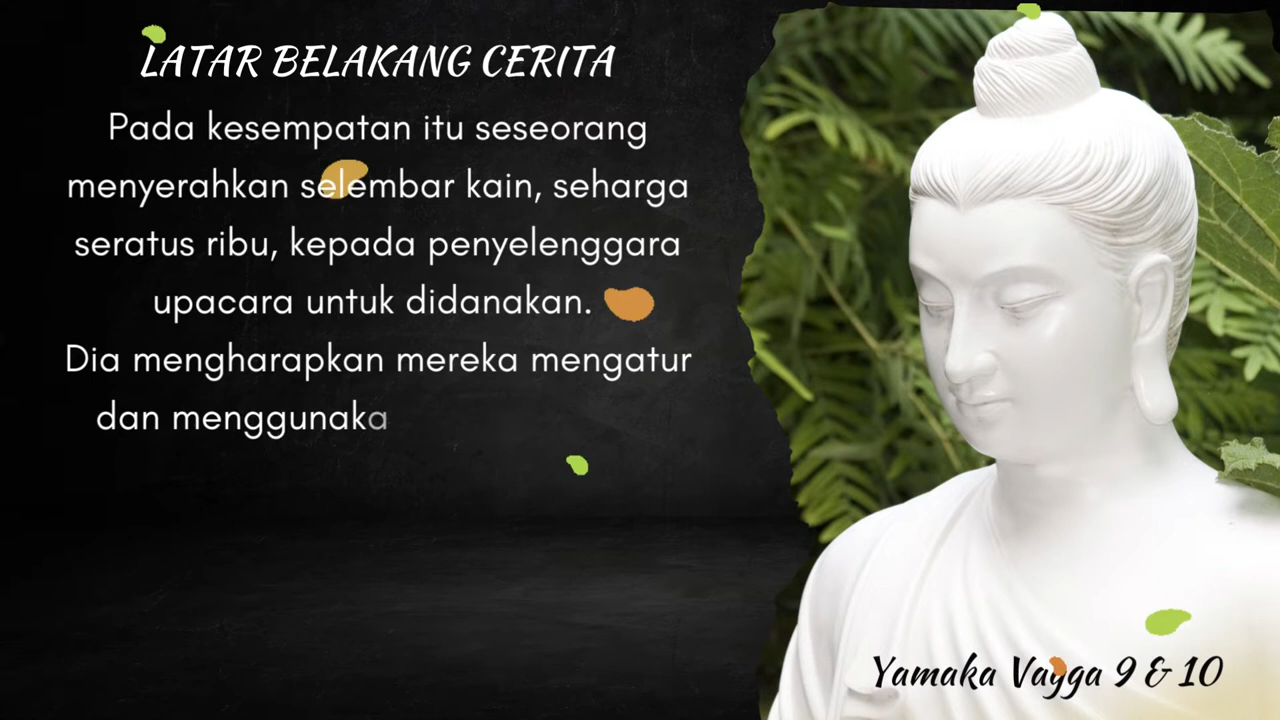 LATAR BELAKANG CERITA
Pada kesempatan itu seseorang
menyerahkan selembar kain, seharga
seratus ribu, kepada penyelenggara
upacara untuk didanakan.
Dia mengharapkan mereka mengatur
dan menggunaka
Yamaka Vagga 9 & 10